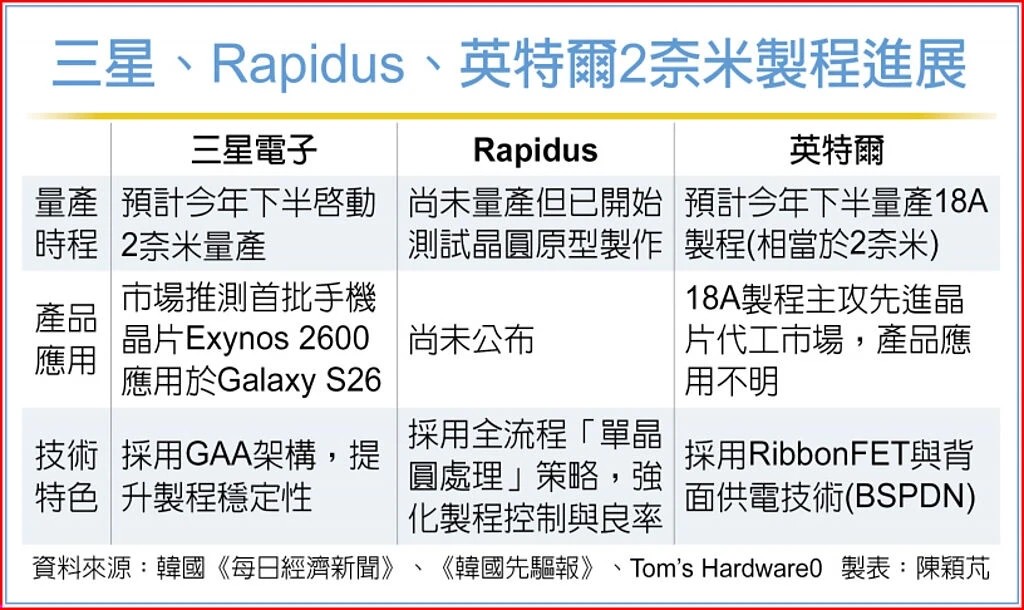 三星、Rapidus、英特爾2奈米製程進展
三星電子
Rapidus
英特爾
量產
時程
預計今年下半啓動
2奈米量產
尚未量產但已開始
測試晶圓原型製作
預計今年下半量產18A
製程(相當於2奈米)
產品
應用
市場推測首批手機
晶片Exynos 2600
應用於Galaxy S26
尚未公布
18A製程主攻先進晶
片代工市場，產品應
用不明
技術
特色
採用GAA架構，提
升製程穩定性
採用全流程「單晶
圓處理」策略，強
化製程控制與良率
採用RibbonFET與背
面供電技術(BSPDN)
資料來源：韓國《每日經濟新聞》、《韓國先驅報》、Tom's Hardware0 製表：陳穎芃